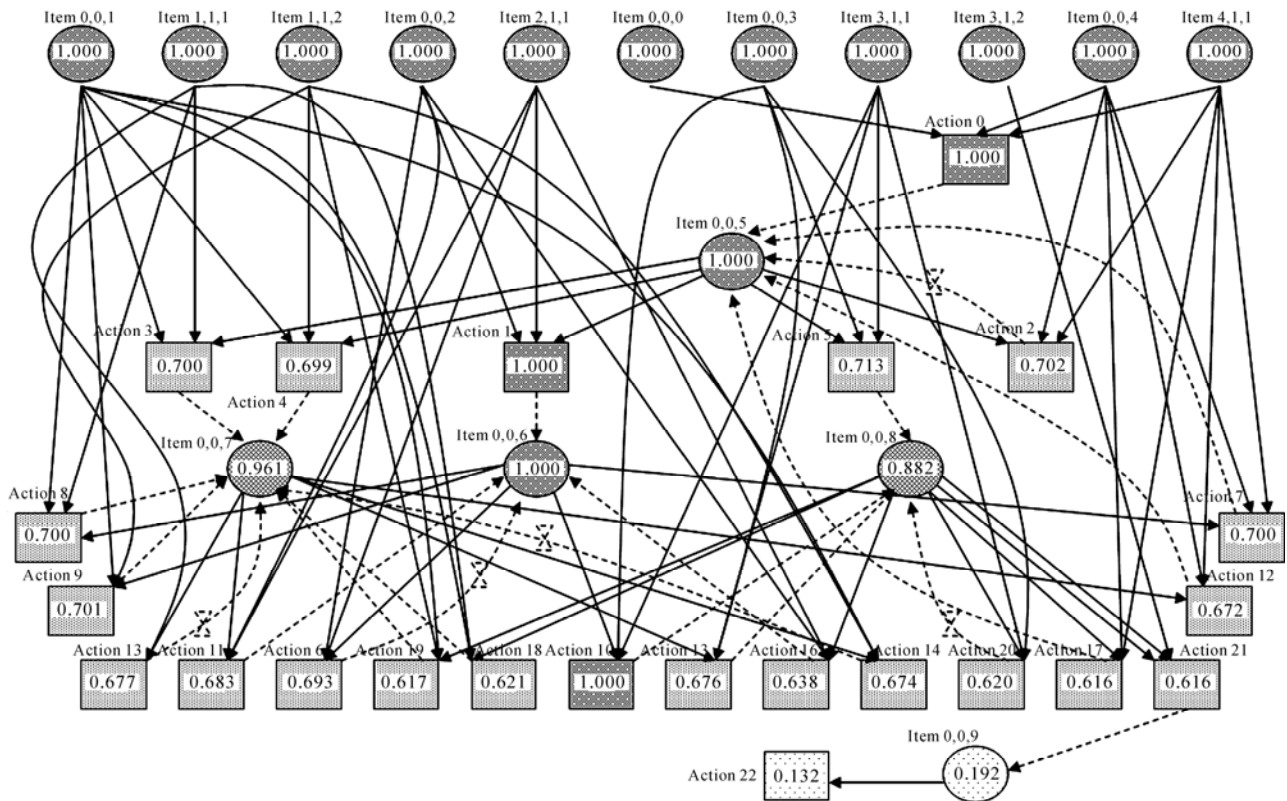 Item 0,0,1 Item 1,1,1 Item 1,1,2 Item 0,0,2 Item 2,1,1 Item 0,0,0 Item 0,0,3 Item 3,1,1 Item 3,1,2 Item 0,0,4 Item 4,1,1
1.000 1.000 1.000 1.000 1.000 1.000 1.000 1.000 1.000 1.000 1.000
Action 0
1.000
Item 0,0,5
1.000
Action 3 Action 1 Action 5 Action 2
0.700 0.699 1.000 0.713 0.702
Action 4
Item 0,0,7 Item 0,0,6 Item 0,0,8
0.961 1.000 0.882
Action 8 Action 7
0.700 0.700
Action 9 Action 12
0.701 0.672
Action 13 Action 11 Action 6 Action 19 Action 18 Action 10 Action 13 Action 16 Action 14 Action 20 Action 17 Action 21
0.677 0.683 0.693 0.617 0.621 1.000 0.676 0.638 0.674 0.620 0.616 0.616
Item 0,0,9
Action 22 0.132 0.192